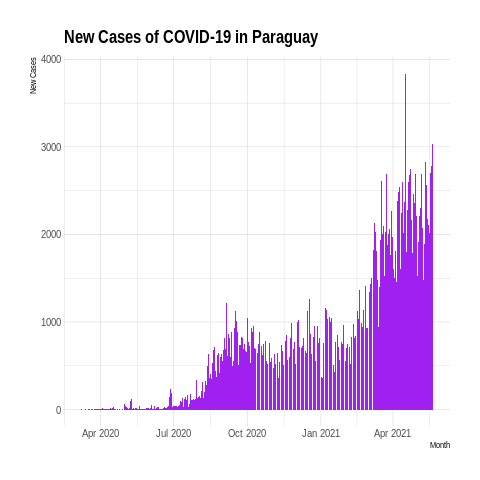 New Cases of COVID-19 in Paraguay
New Cases
4000
3000
2000
1000
0
Apr 2020 Jul 2020 Oct 2020 Jan 2021 Apr 2021
Month